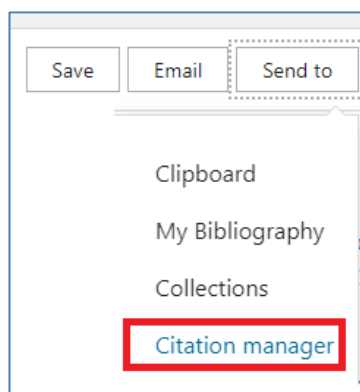 Save Email Send to
Clipboard
My Bibliography
Collections
Citation manager